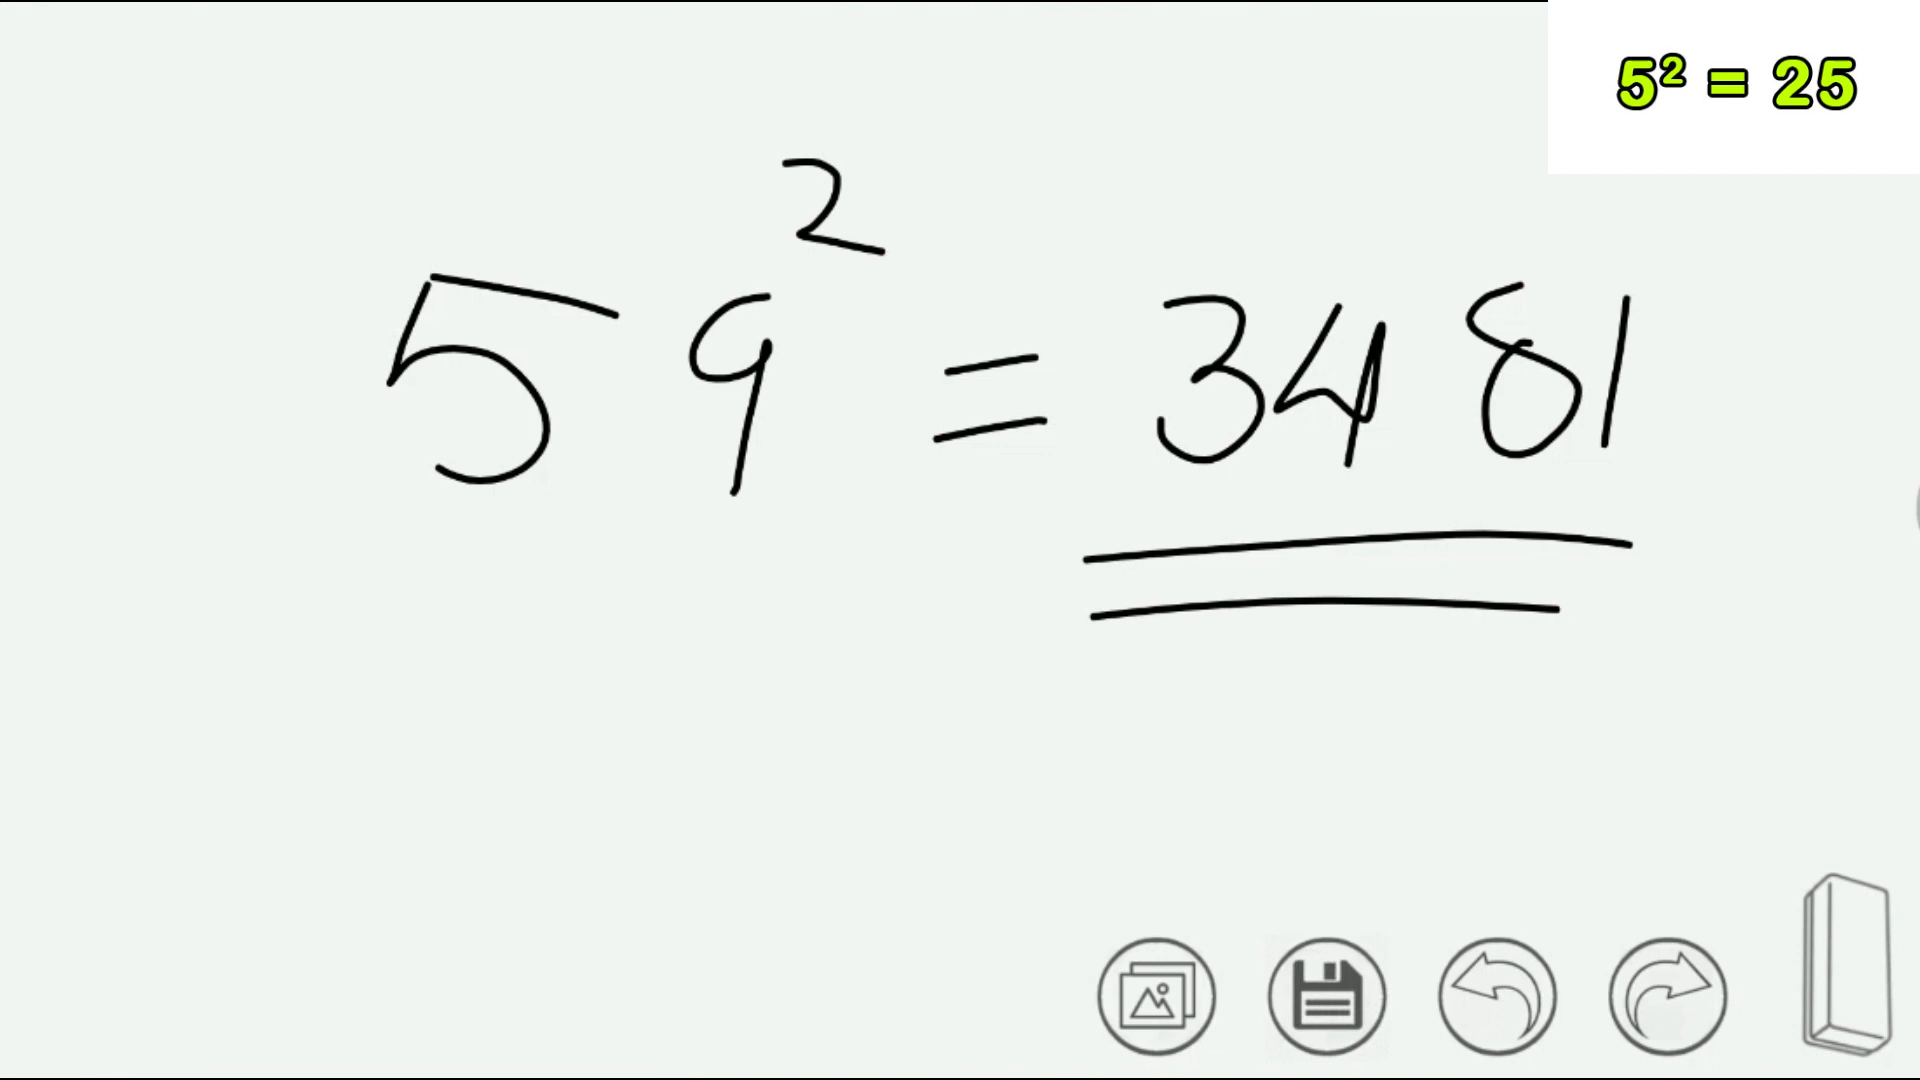 5² = 25
59² = 3481